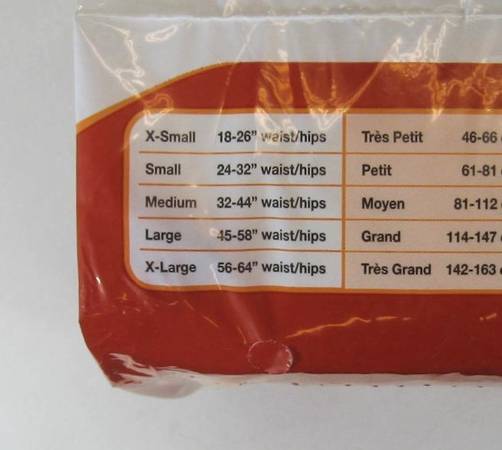 X-Small 18-26” waist/hips Très Petit 46-66
Small 24-32” waist/hips Petit 61-81
Medium 32-44” waist/hips Moyen 81-112
Large 45-58” waist/hips Grand 114-147
X-Large 56-64” waist/hips Très Grand 142-163